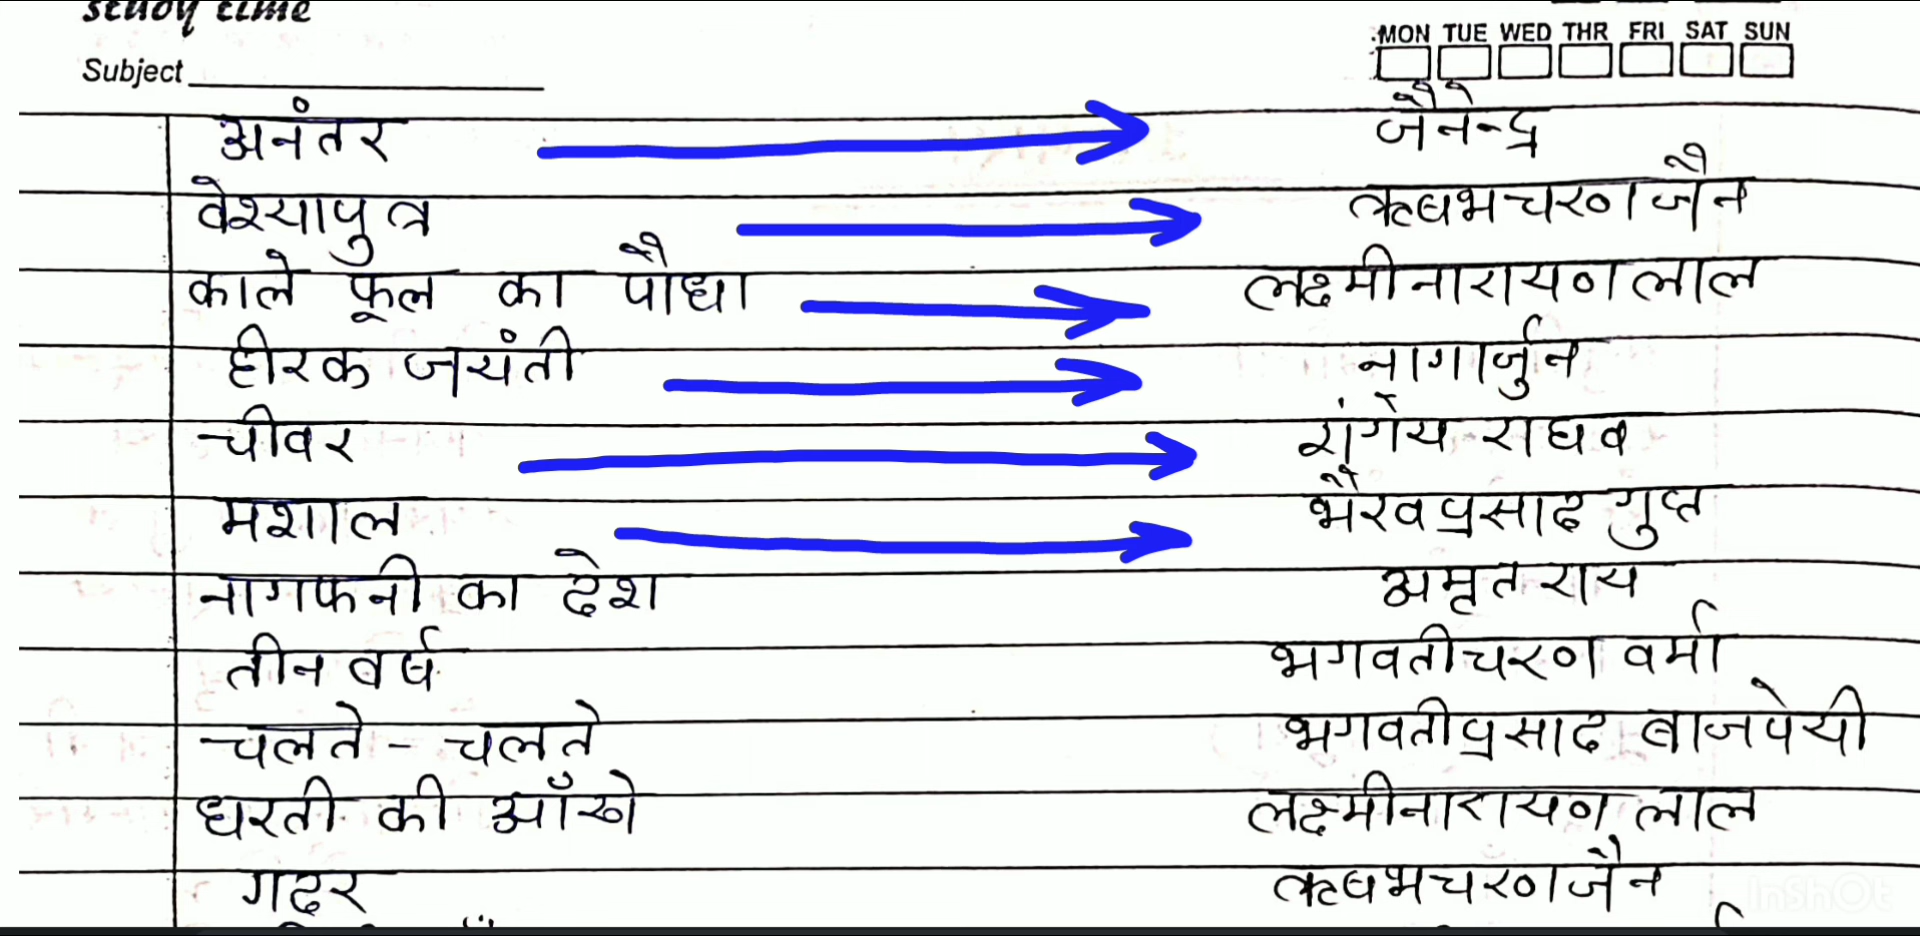 study time
MON TUE WED THR FRI SAT SUN
Subject
अनंतर जैनेन्द्र
वेश्यापुत्र ऋषभचरण जैन
काले फूल का पौधा लक्ष्मीनारायण लाल
हीरक जयंती नागार्जुन
चीवर रांगेय राघव
मशाल भैरवप्रसाद गुप्त
नागफनी का देश अमृतराय
तीन वर्ष भगवतीचरण वर्मा
चलते - चलते भगवतीप्रसाद बाजपेयी
धरती की आँखे लक्ष्मीनारायण लाल
गदर ऋषभचरण जैन
InShOt